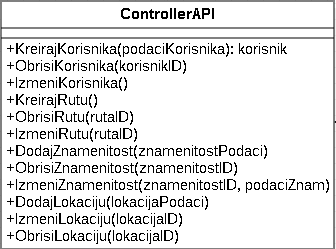 ControllerAPI
+KreirajKorisnika(podaciKorisnika): korisnik
+ObrisiKorisnika(korisnikID)
+IzmeniKorisnika()
+KreirajRutu()
+ObrisiRutu(rutaID)
+IzmeniRutu(rutaID)
+DodajZnamenitost(znamenitostPodaci)
+ObrisiZnamenitost(znamenitostID)
+IzmeniZnamenitost(znamenitostID, podaciZnam)
+DodajLokaciju(lokacijaPodaci)
+IzmeniLokaciju(lokacijaID)
+ObrisiLokaciju(lokacijaID)